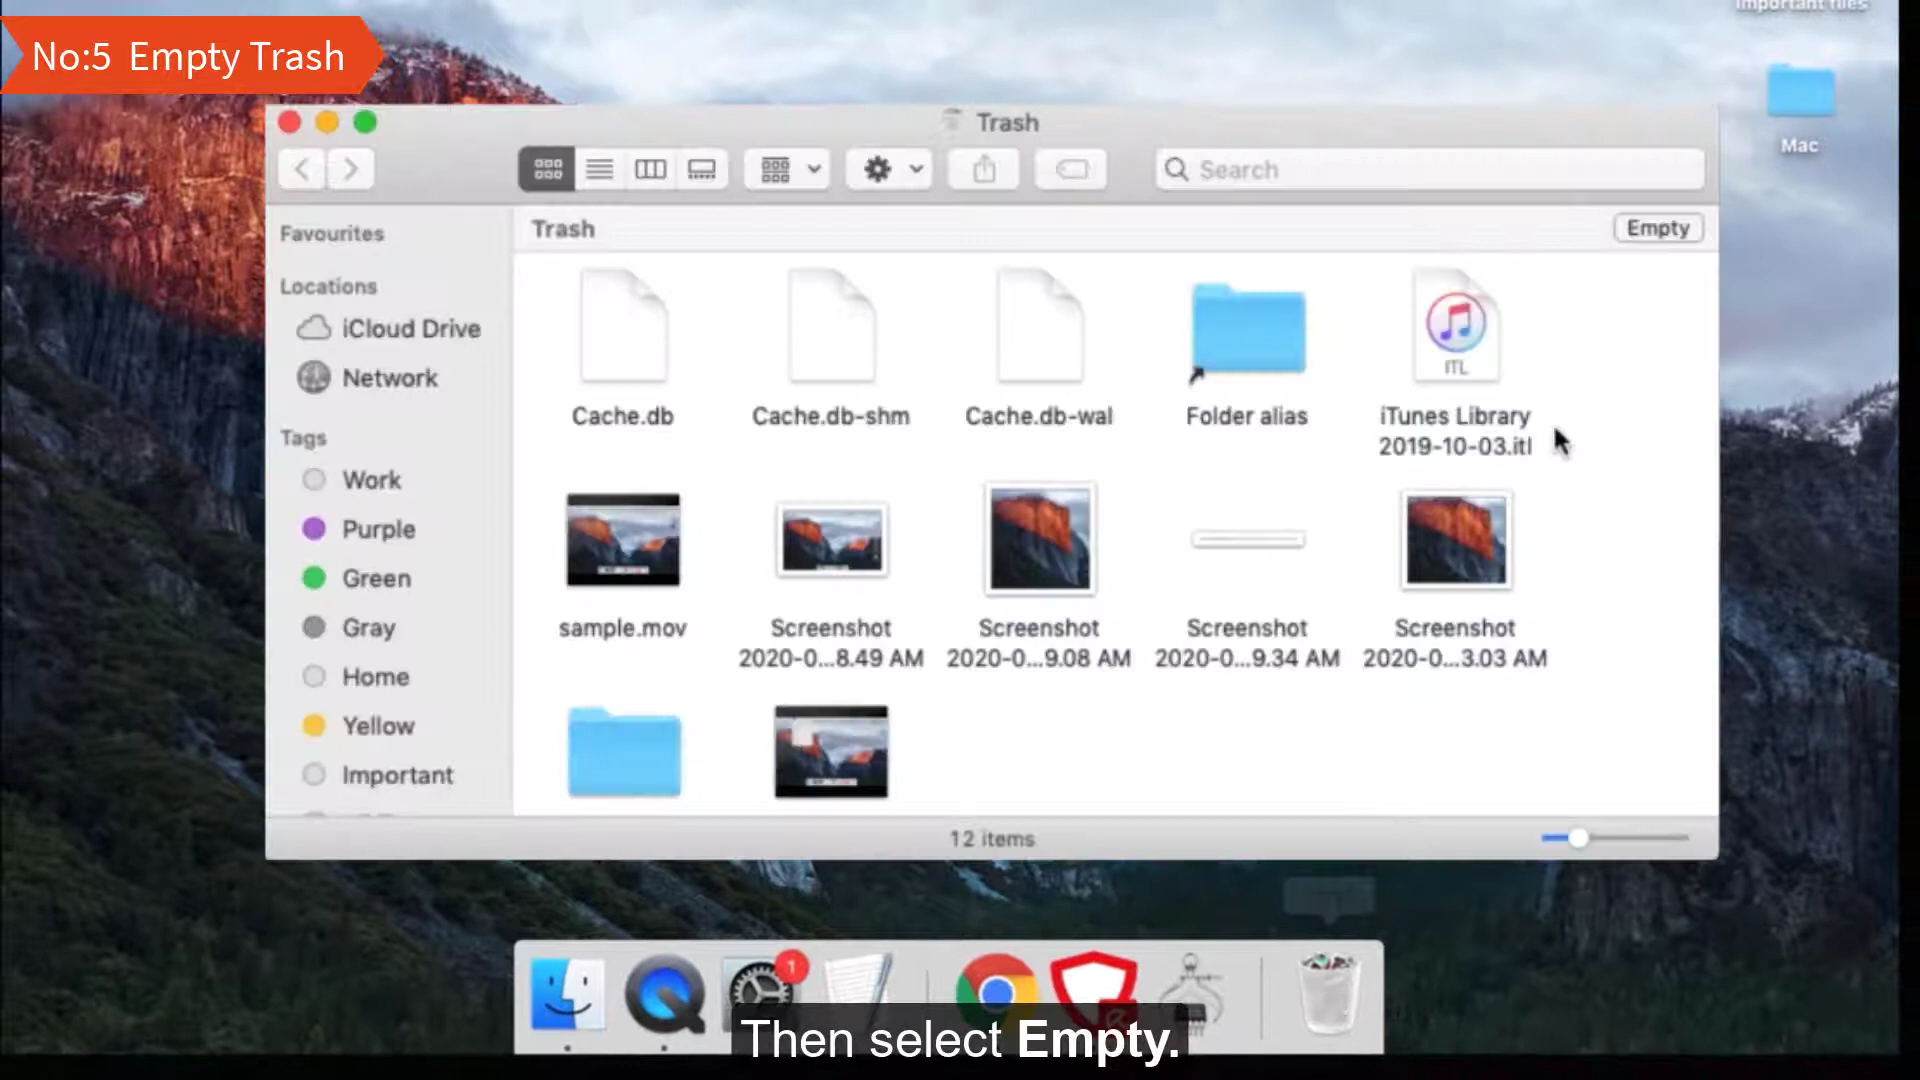 important files
No:5 Empty Trash
Mac
Trash
Search
Favourites
Locations
iCloud Drive
Network
Tags
Work
Purple
Green
Gray
Home
Yellow
Important
Trash
Empty
Cache.db
Cache.db-shm
Cache.db-wal
Folder alias
ITL
iTunes Library
2019-10-03.itl
sample.mov
Screenshot
2020-0...8.49 AM
Screenshot
2020-0...9.08 AM
Screenshot
2020-0...9.34 AM
Screenshot
2020-0...3.03 AM
12 items
1
Then select Empty.